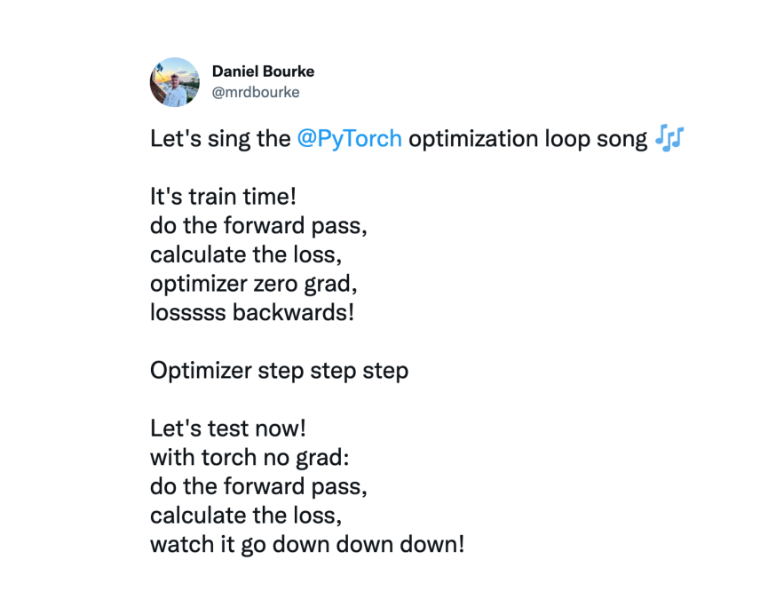 Daniel Bourke
@mrdbourke
Let's sing the @PyTorch optimization loop song 🎶
It's train time!
do the forward pass,
calculate the loss,
optimizer zero grad,
losssss backwards!
Optimizer step step step
Let's test now!
with torch no grad:
do the forward pass,
calculate the loss,
watch it go down down down!